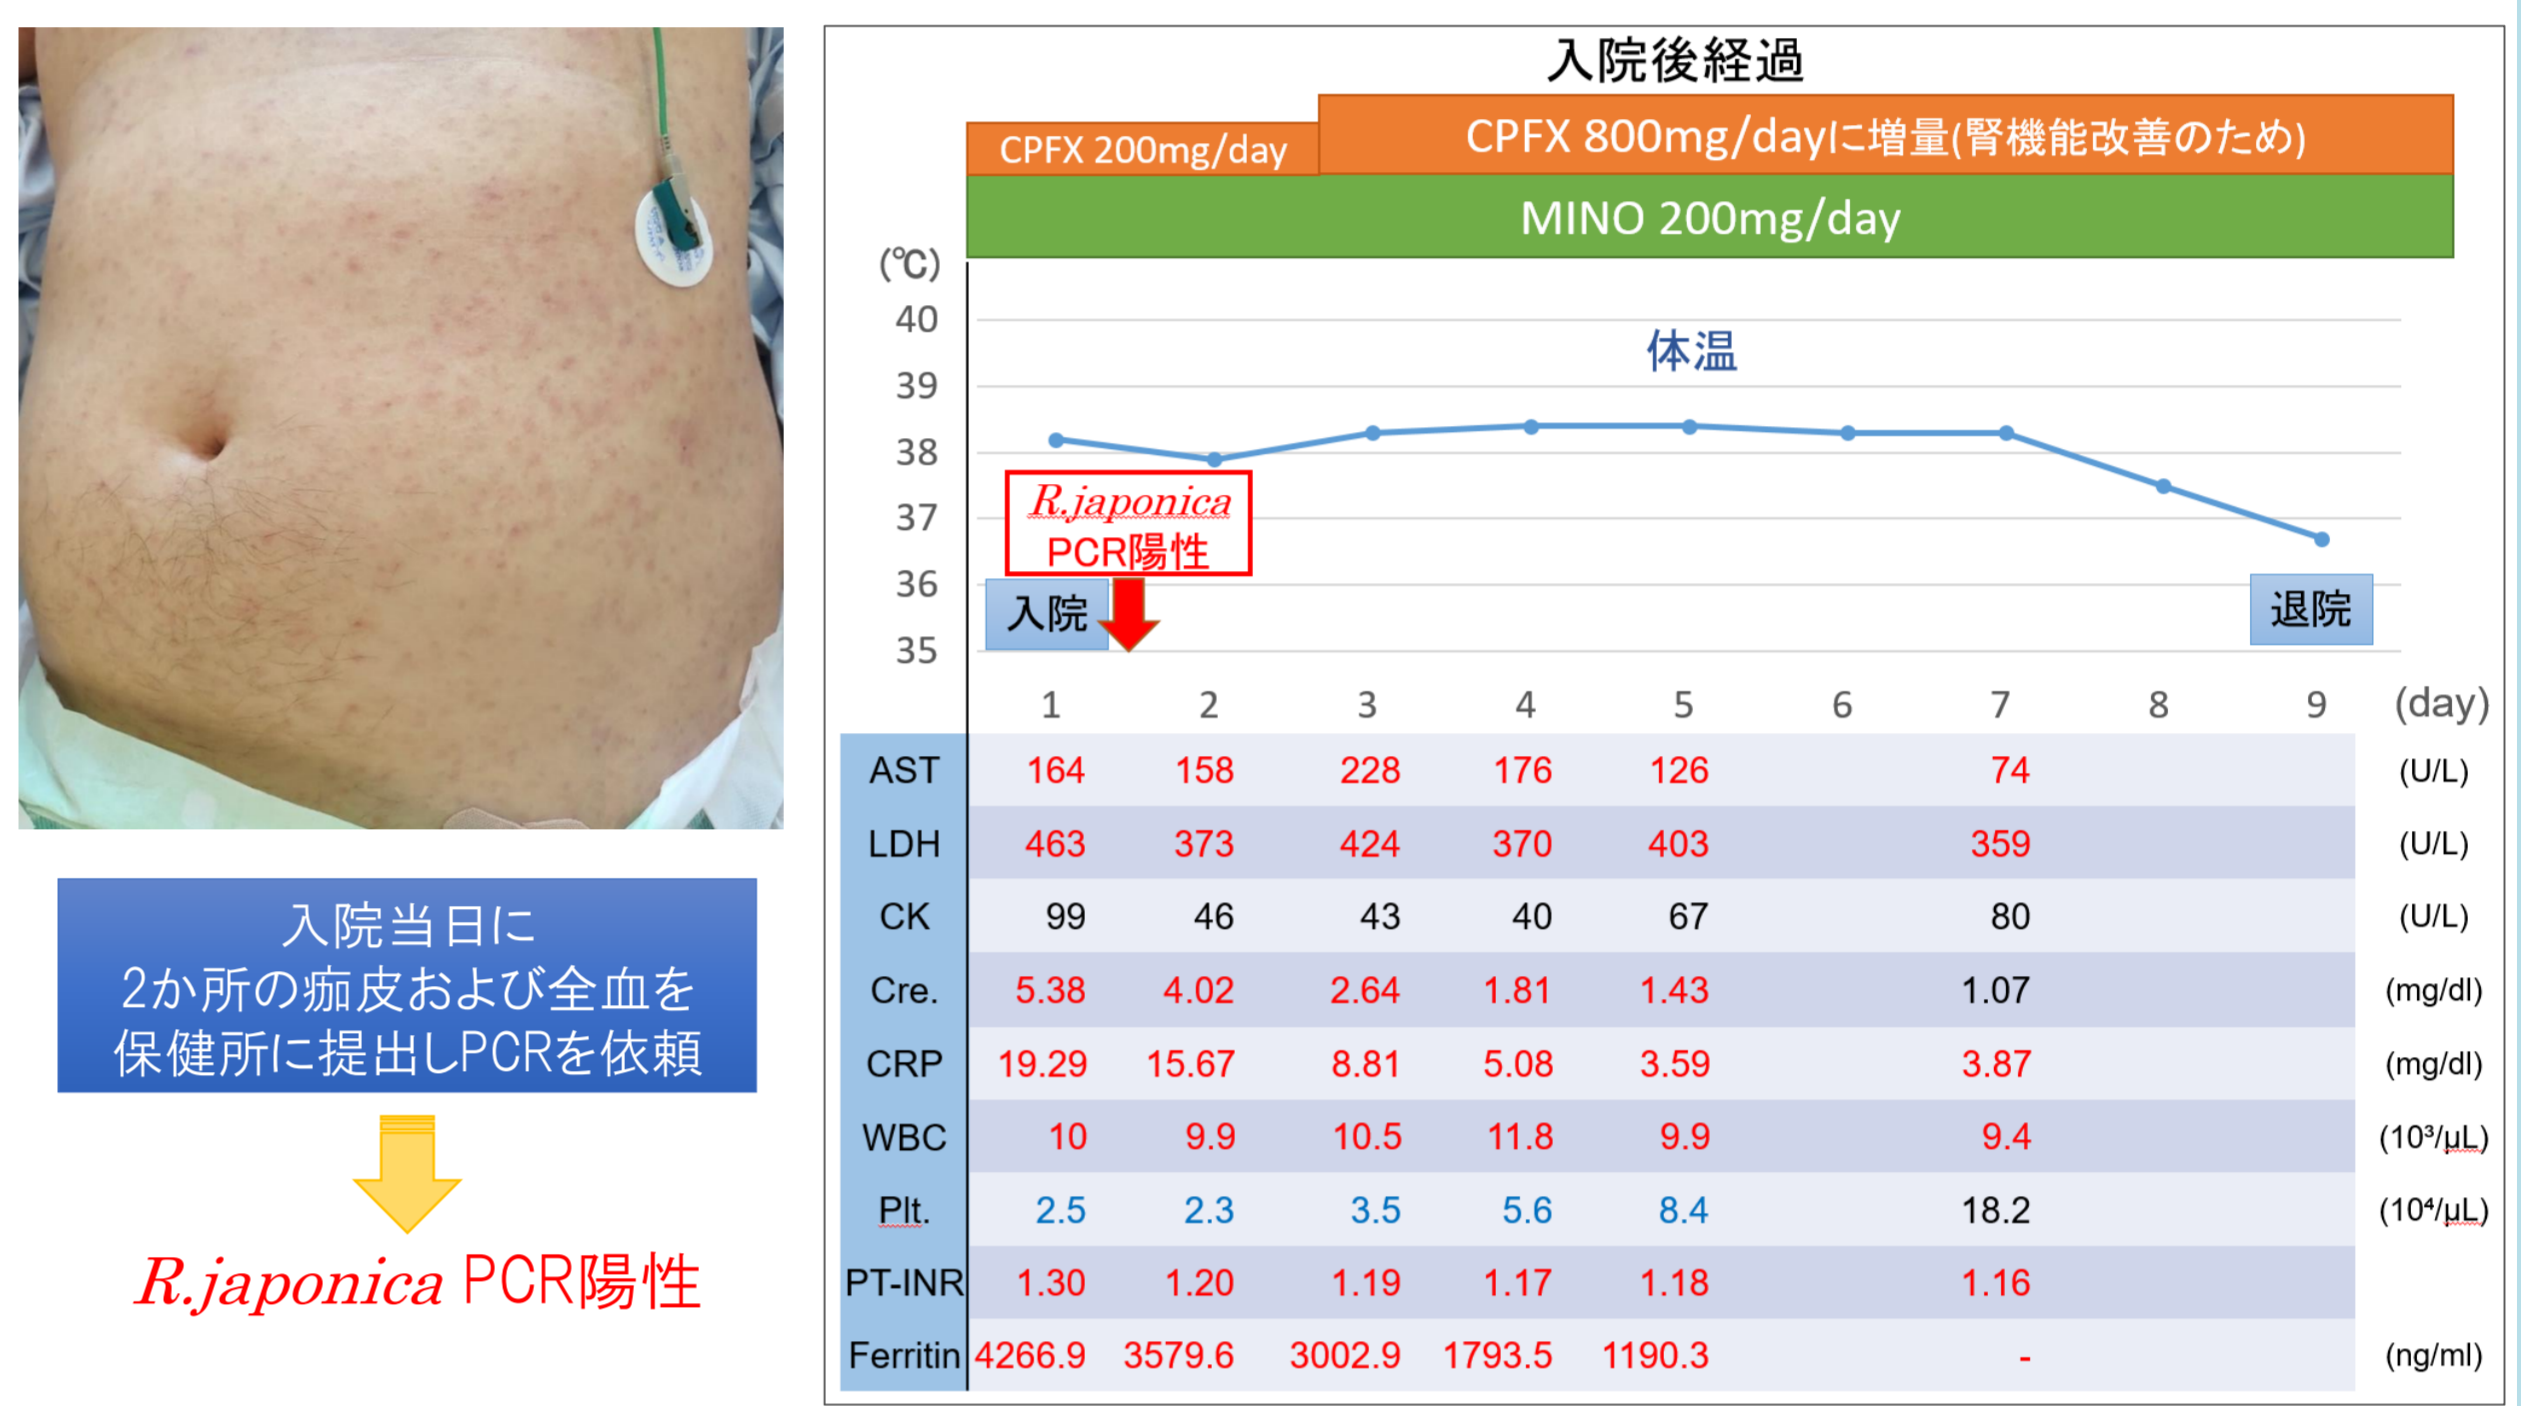 入院当日に
2か所の痂皮および全血を
保健所に提出しPCRを依頼
R.japonica PCR陽性
入院後経過
CPFX 200mg/day
CPFX 800mg/dayに増量(腎機能改善のため)
MINO 200mg/day
(℃)
40
39
38
37
36
35
体温
R.japonica
PCR陽性
入院
退院
1 2 3 4 5 6 7 8 9 (day)
AST 164 158 228 176 126 74 (U/L)
LDH 463 373 424 370 403 359 (U/L)
CK 99 46 43 40 67 80 (U/L)
Cre. 5.38 4.02 2.64 1.81 1.43 1.07 (mg/dl)
CRP 19.29 15.67 8.81 5.08 3.59 3.87 (mg/dl)
WBC 10 9.9 10.5 11.8 9.9 9.4 (10³/μL)
Plt. 2.5 2.3 3.5 5.6 8.4 18.2 (10⁴/μL)
PT-INR 1.30 1.20 1.19 1.17 1.18 1.16
Ferritin 4266.9 3579.6 3002.9 1793.5 1190.3 - (ng/ml)